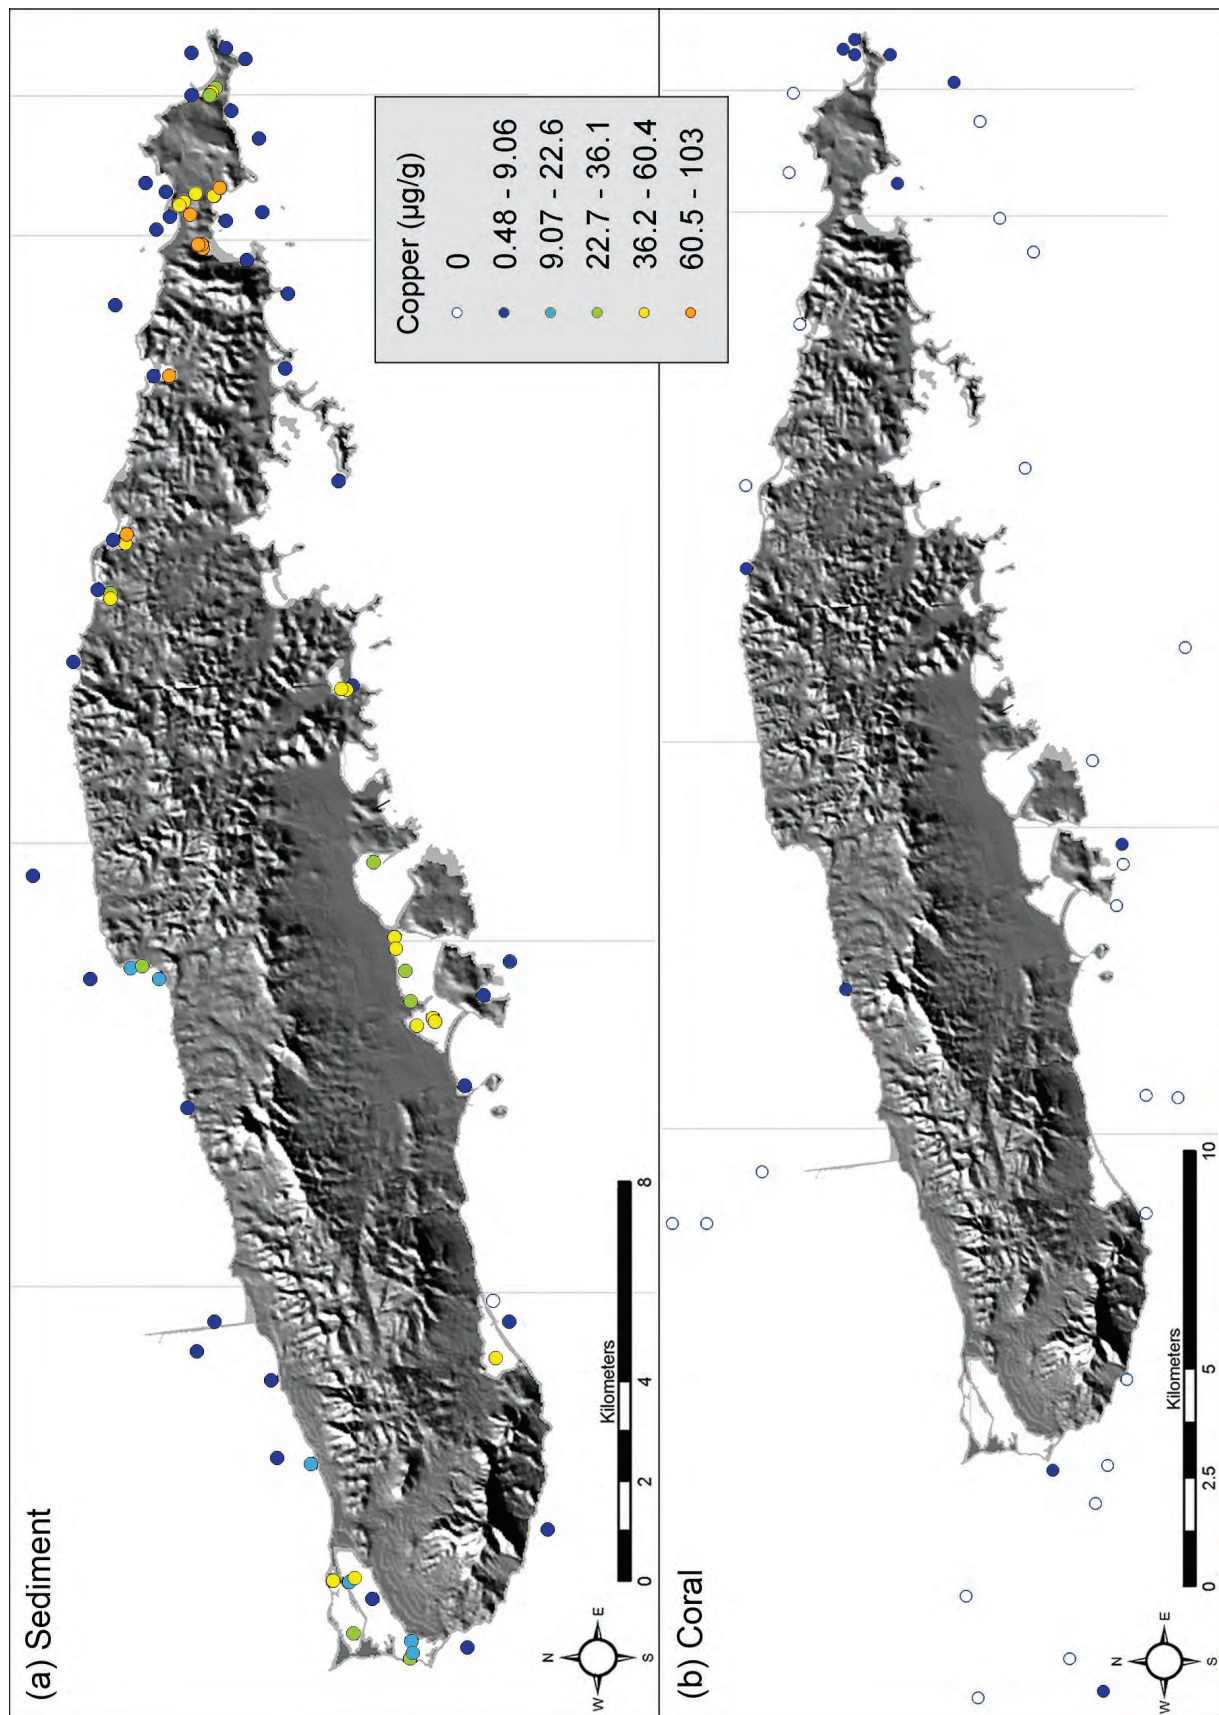 (a) Sediment
N
W
E
S
Kilometers
0
2
4
8
Copper (µg/g)
0
0.48 - 9.06
9.07 - 22.6
22.7 - 36.1
36.2 - 60.4
60.5 - 103
(b) Coral
N
W
E
S
Kilometers
0
2.5
5
10